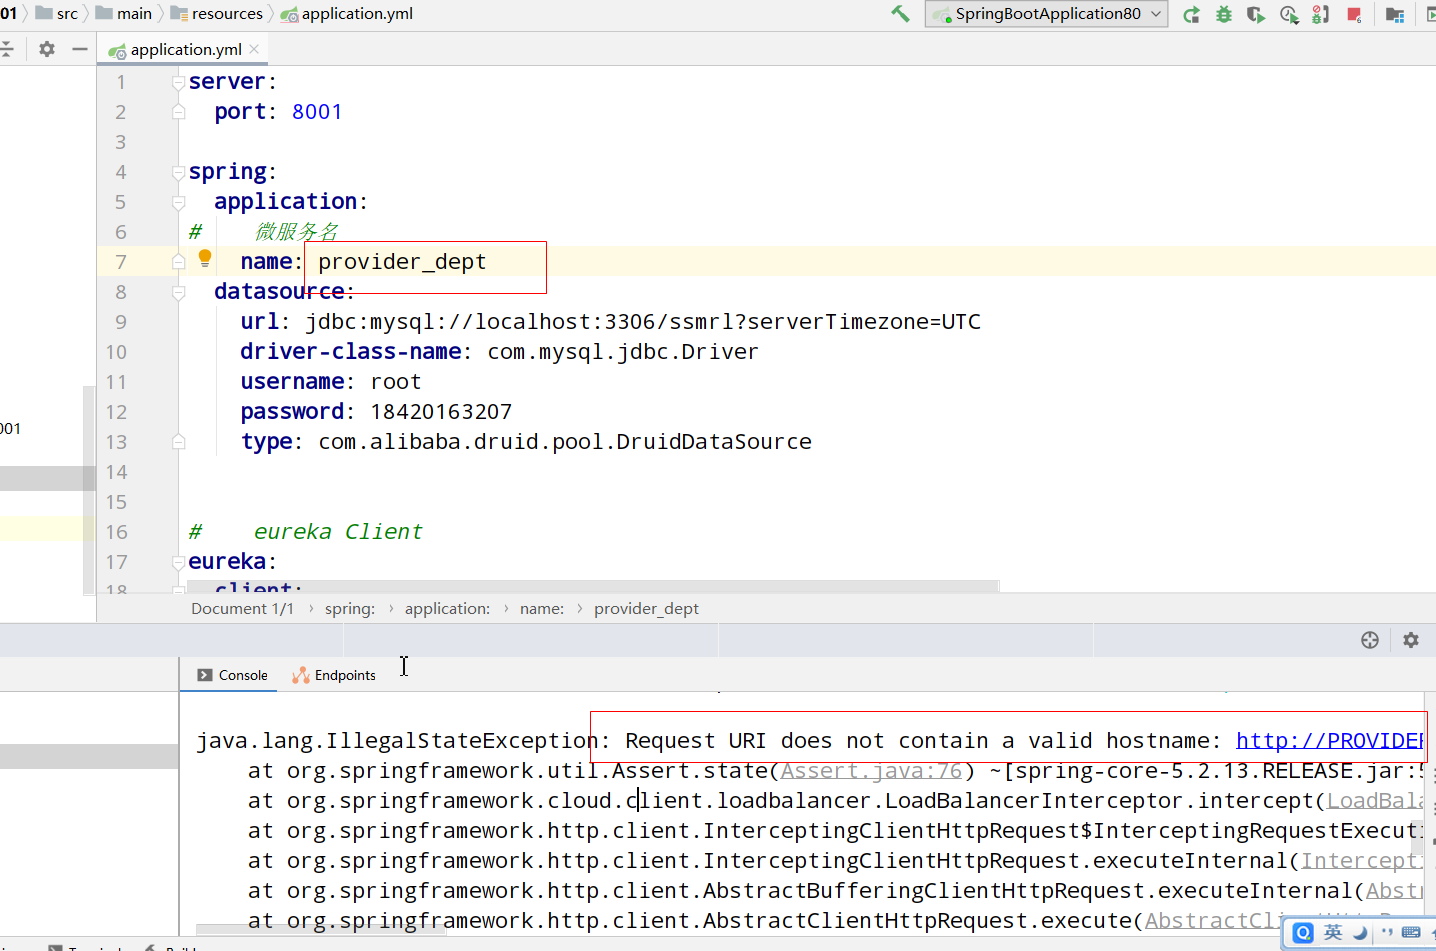 01 src main resources application.yml SpringBootApplication80
application.yml
1 server:
2 port: 8001
3
4 spring:
5 application:
6 # 微服务名
7 name: provider_dept
8 datasource:
9 url: jdbc:mysql://localhost:3306/ssmrl?serverTimezone=UTC
10 driver-class-name: com.mysql.jdbc.Driver
11 username: root
12 password: 18420163207
13 type: com.alibaba.druid.pool.DruidDataSource
14
15
16 # eureka Client
17 eureka:
18 client:
001
Document 1/1 › spring: › application: › name: › provider_dept
Console Endpoints
java.lang.IllegalStateException: Request URI does not contain a valid hostname: http://PROVIDER
at org.springframework.util.Assert.state(Assert.java:76) ~[spring-core-5.2.13.RELEASE.jar:5
at org.springframework.cloud.client.loadbalancer.LoadBalancerInterceptor.intercept(LoadBala
at org.springframework.http.client.InterceptingClientHttpRequest$InterceptingRequestExecuti
at org.springframework.http.client.InterceptingClientHttpRequest.executeInternal(Intercepti
at org.springframework.http.client.AbstractBufferingClientHttpRequest.executeInternal(Abst
at org.springframework.http.client.AbstractClientHttpRequest.execute(
英